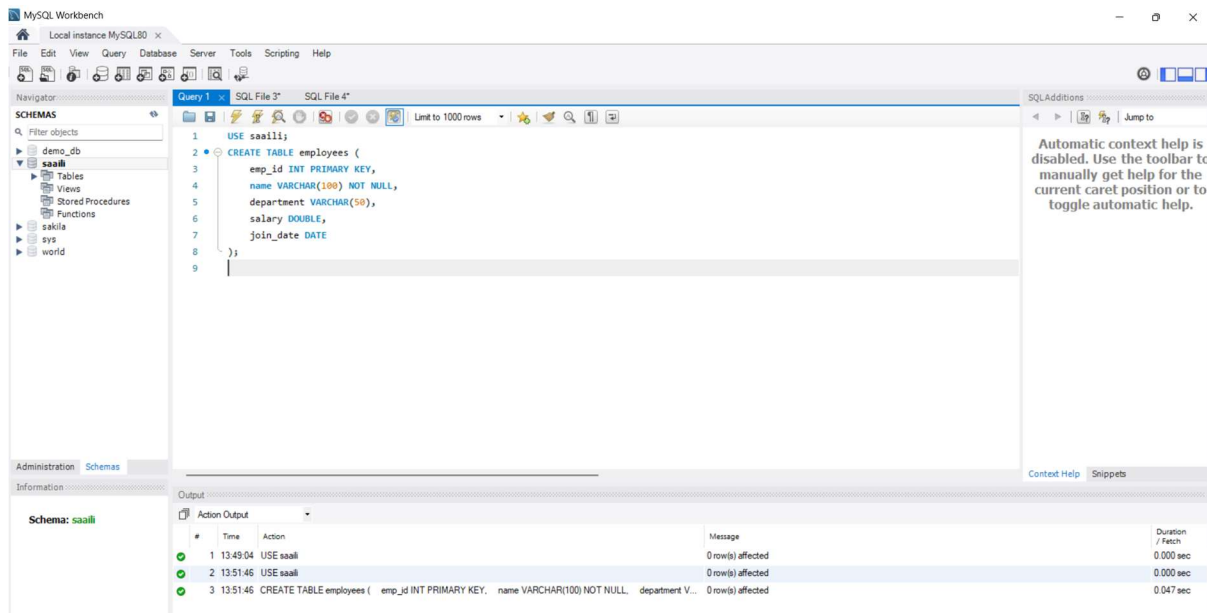 MySQL Workbench
Local instance MySQL80
File Edit View Query Database Server Tools Scripting Help
Navigator
SCHEMAS
Filter objects
demo_db
saaili
Tables
Views
Stored Procedures
Functions
sakila
sys
world
Administration Schemas
Information
Schema: saaili
Query 1 SQL File 3* SQL File 4*
Limit to 1000 rows
1 USE saaili;
2 CREATE TABLE employees (
3 emp_id INT PRIMARY KEY,
4 name VARCHAR(100) NOT NULL,
5 department VARCHAR(50),
6 salary DOUBLE,
7 join_date DATE
8 );
9
SQLAdditions
Jump to
Automatic context help is
disabled. Use the toolbar to
manually get help for the
current caret position or to
toggle automatic help.
Context Help Snippets
Output
Action Output
# Time Action Message Duration / Fetch
1 13:49:04 USE saaili 0 row(s) affected 0.000 sec
2 13:51:46 USE saaili 0 row(s) affected 0.000 sec
3 13:51:46 CREATE TABLE employees ( emp_id INT PRIMARY KEY, name VARCHAR(100) NOT NULL, department V... 0 row(s) affected 0.047 sec